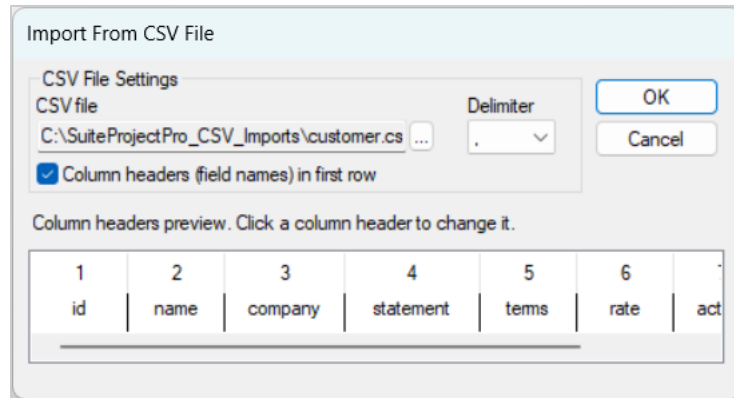 Import From CSV File
CSV File Settings
CSV file
Delimiter
OK
C:\SuiteProjectPro_CSV_Imports\customer.cs
...
,
Cancel
Column headers (field names) in first row
Column headers preview. Click a column header to change it.
1 2 3 4 5 6
id name company statement terms rate act